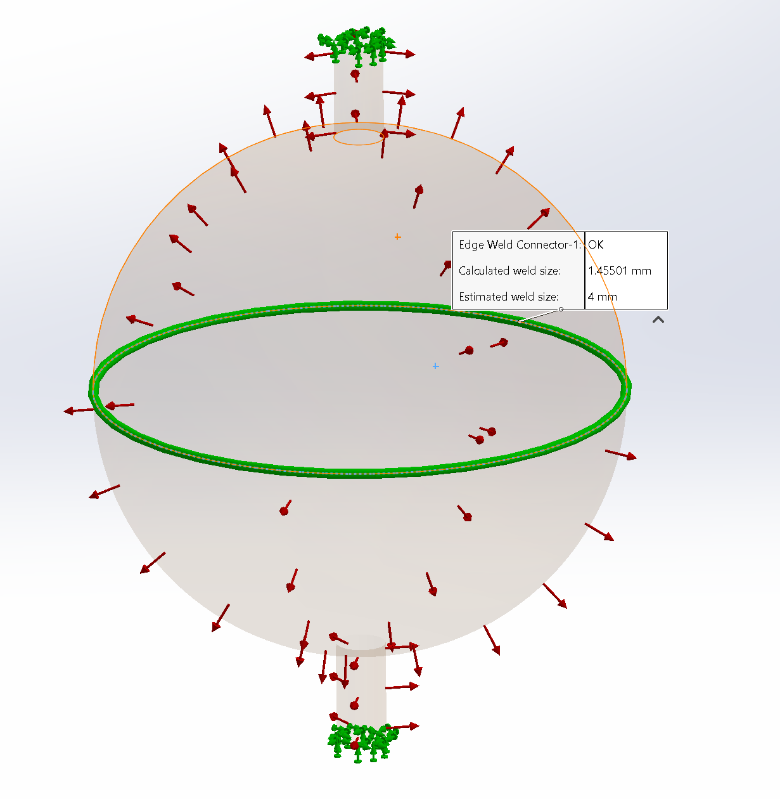 Edge Weld Connector-1: OK
Calculated weld size: 1.45501 mm
Estimated weld size: 4 mm